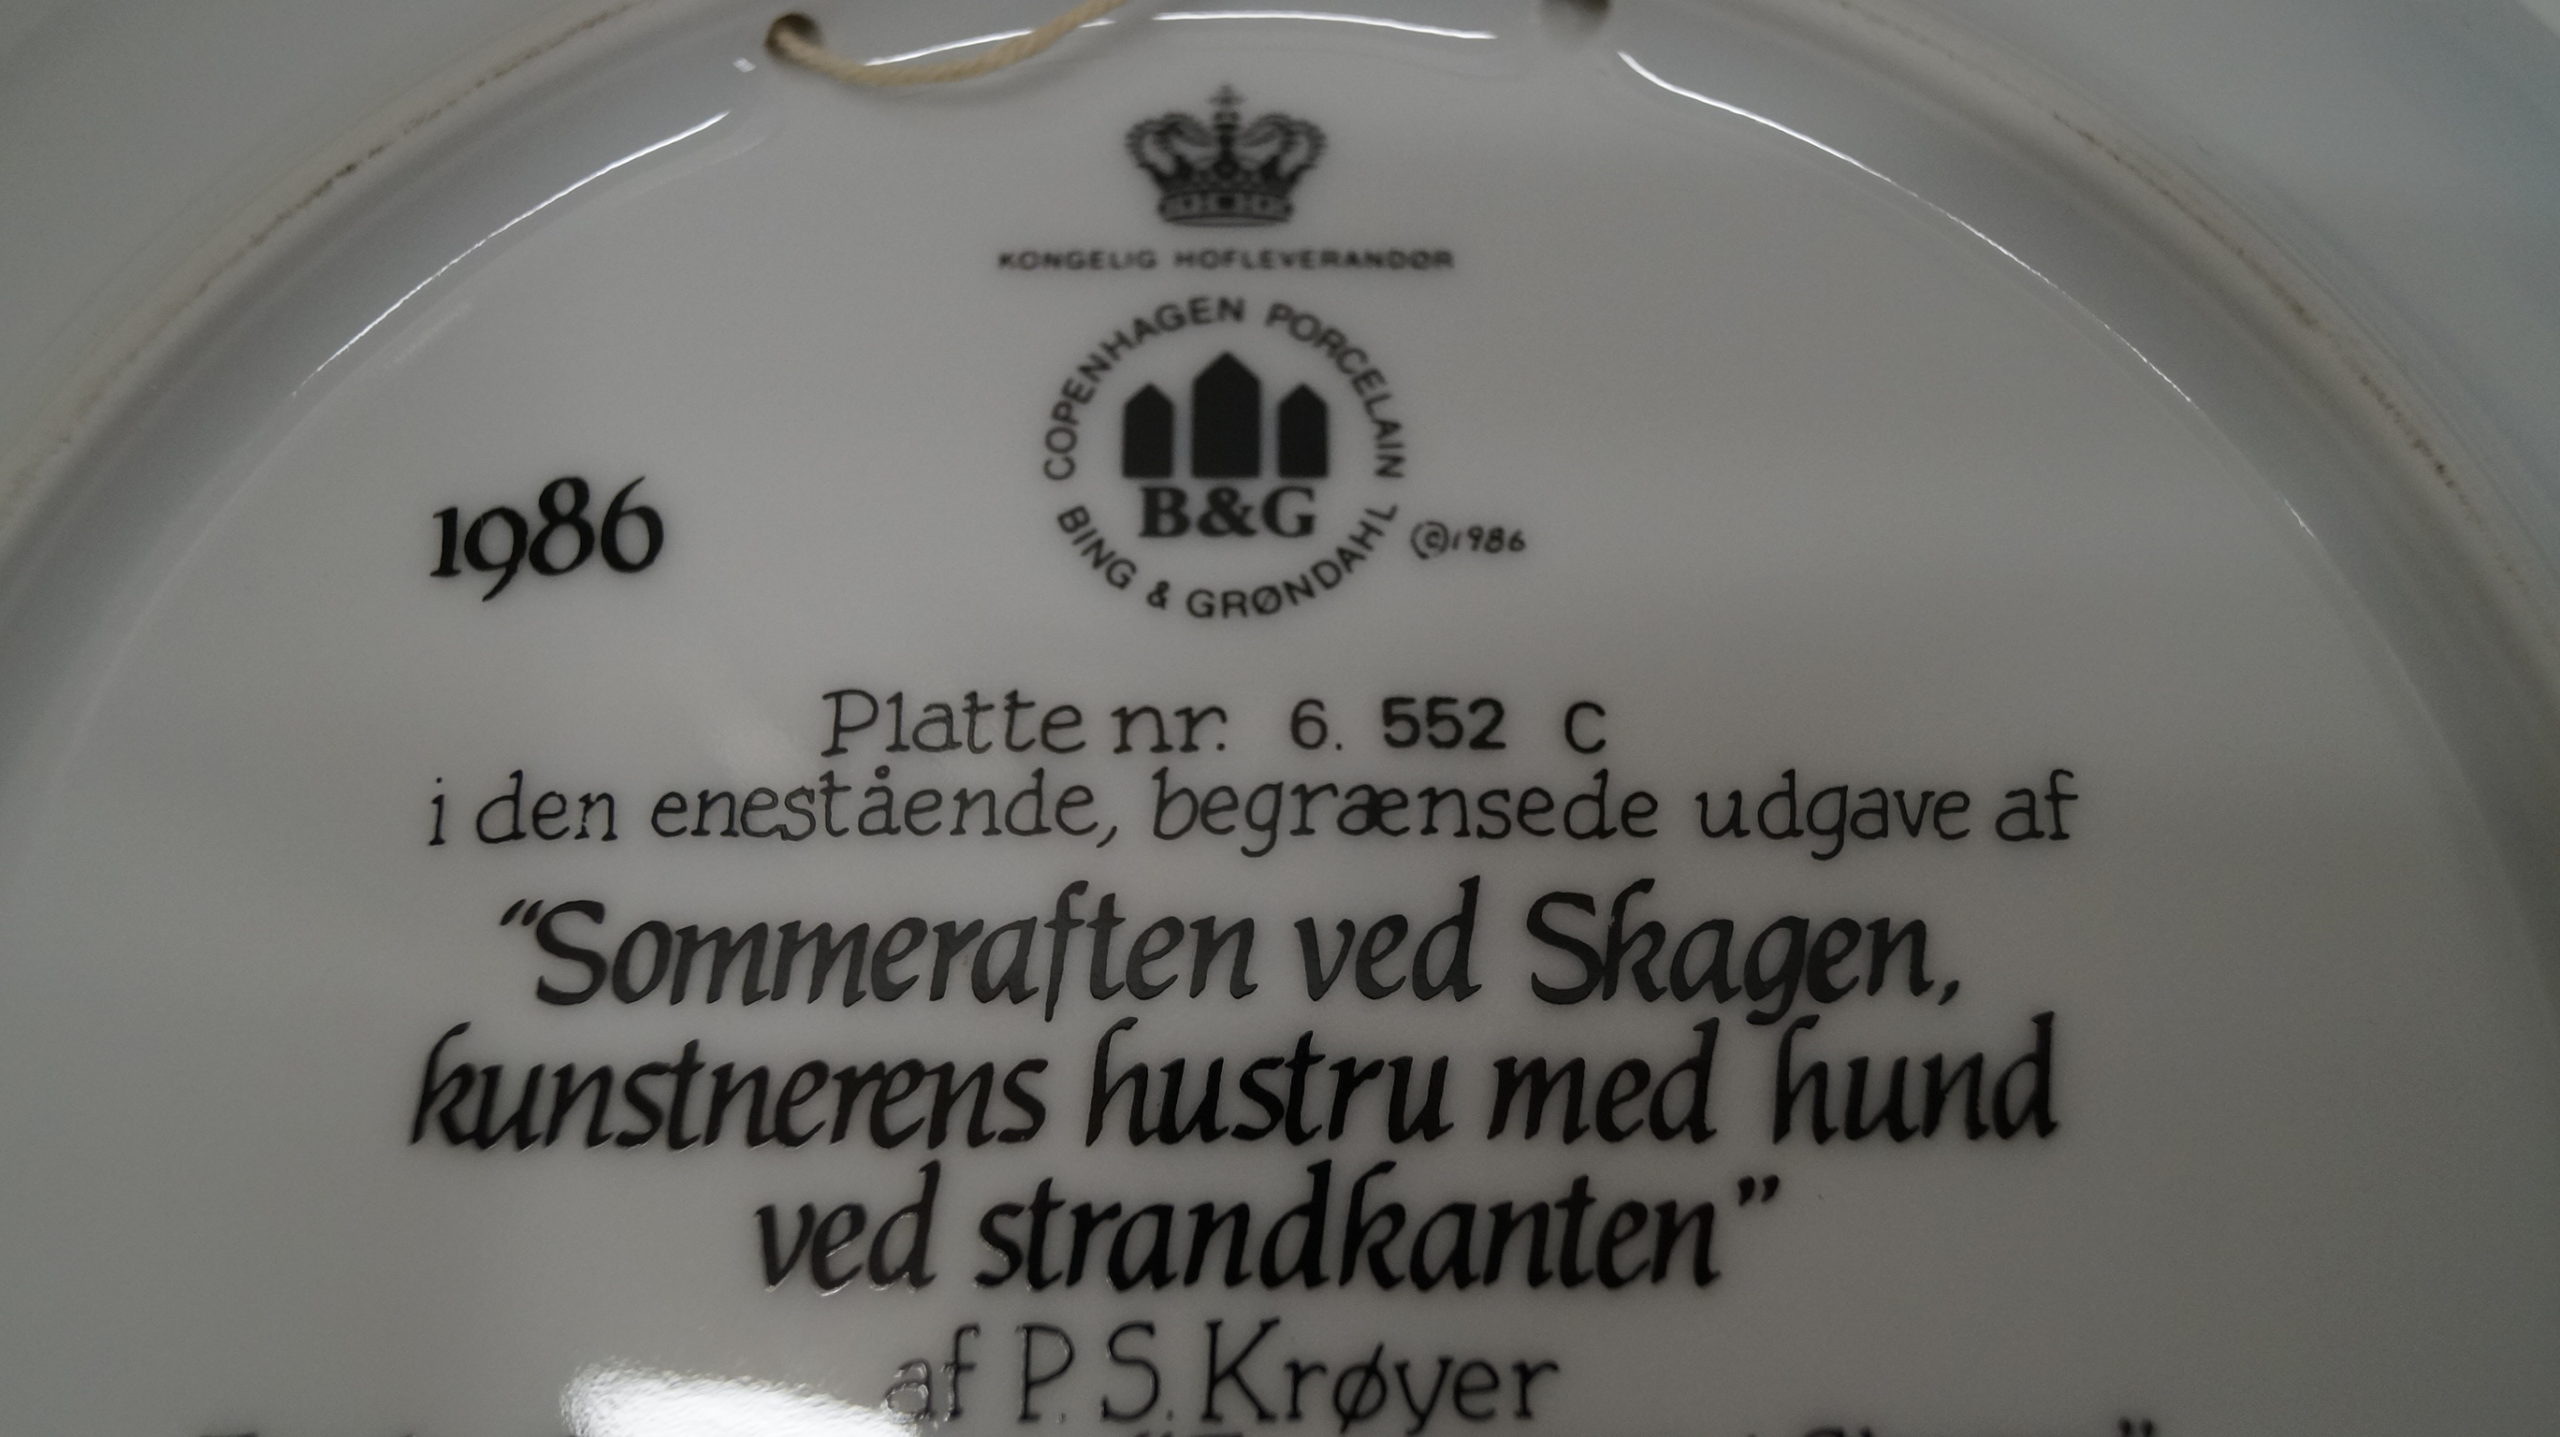 KONGELIG HOFLEVERANDØR
COPENHAGEN PORCELAIN
B&G
BING & GRØNDAHL
©1986
1986
Platte nr. 6. 552 C
i den enestående, begrænsede udgave af
“Sommeraften ved Skagen,
kunstnerens hustru med hund
ved strandkanten”
af P. S. Krøyer